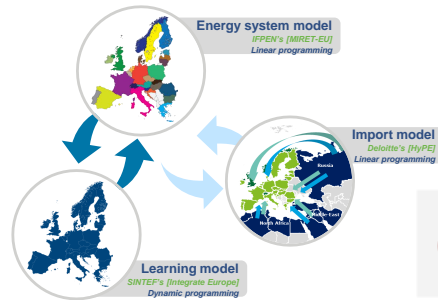 Energy system model
IFPEN's [MIRET-EU]
Linear programming
Import model
Deloitte's [HyPE]
Linear programming
Russia
North Africa
Middle-East
Learning model
SINTEF's [Integrate Europe]
Dynamic programming